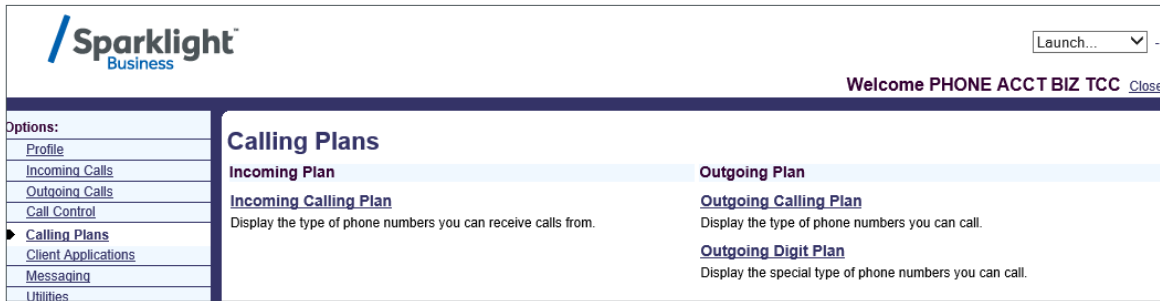 Sparklight™
Business
Launch...
-
Welcome PHONE ACCT BIZ TCC Close
Options:
Profile
Incoming Calls
Outgoing Calls
Call Control
Calling Plans
Client Applications
Messaging
Utilities
Calling Plans
Incoming Plan
Incoming Calling Plan
Display the type of phone numbers you can receive calls from.
Outgoing Plan
Outgoing Calling Plan
Display the type of phone numbers you can call.
Outgoing Digit Plan
Display the special type of phone numbers you can call.